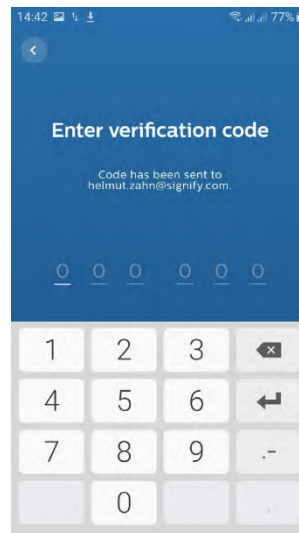 14:42 77%
Enter verification code
Code has been sent to
helmut.zahn@signify.com.
0 0 0 0 0 0
1 2 3
4 5 6
7 8 9 .-
0 ,